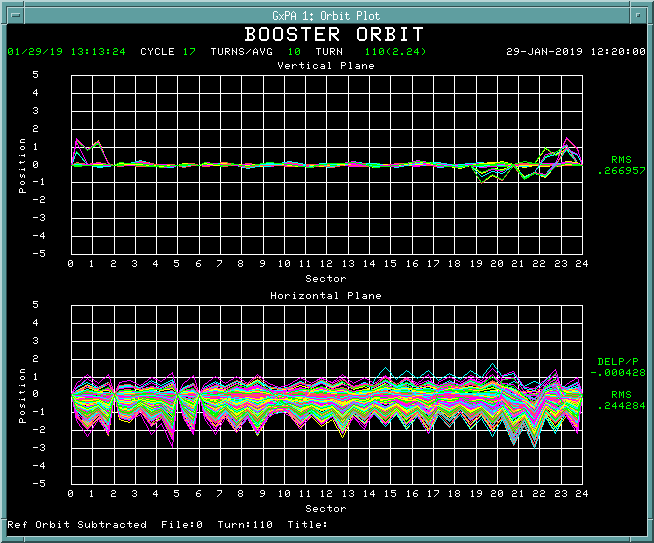 GxPA 1: Orbit Plot
BOOSTER ORBIT
01/29/19 13:13:24 CYCLE 17 TURNS/AVG 10 TURN 110(2.24) 29-JAN-2019 12:20:00
Vertical Plane
5
4
3
2
1
0
-1
-2
-3
-4
-5
Position
RMS
.266957
0 1 2 3 4 5 6 7 8 9 10 11 12 13 14 15 16 17 18 19 20 21 22 23 24
Sector
Horizontal Plane
5
4
3
2
1
0
-1
-2
-3
-4
-5
Position
DELP/P
-.000428
RMS
.244284
0 1 2 3 4 5 6 7 8 9 10 11 12 13 14 15 16 17 18 19 20 21 22 23 24
Sector
Ref Orbit Subtracted File:0 Turn:110 Title: